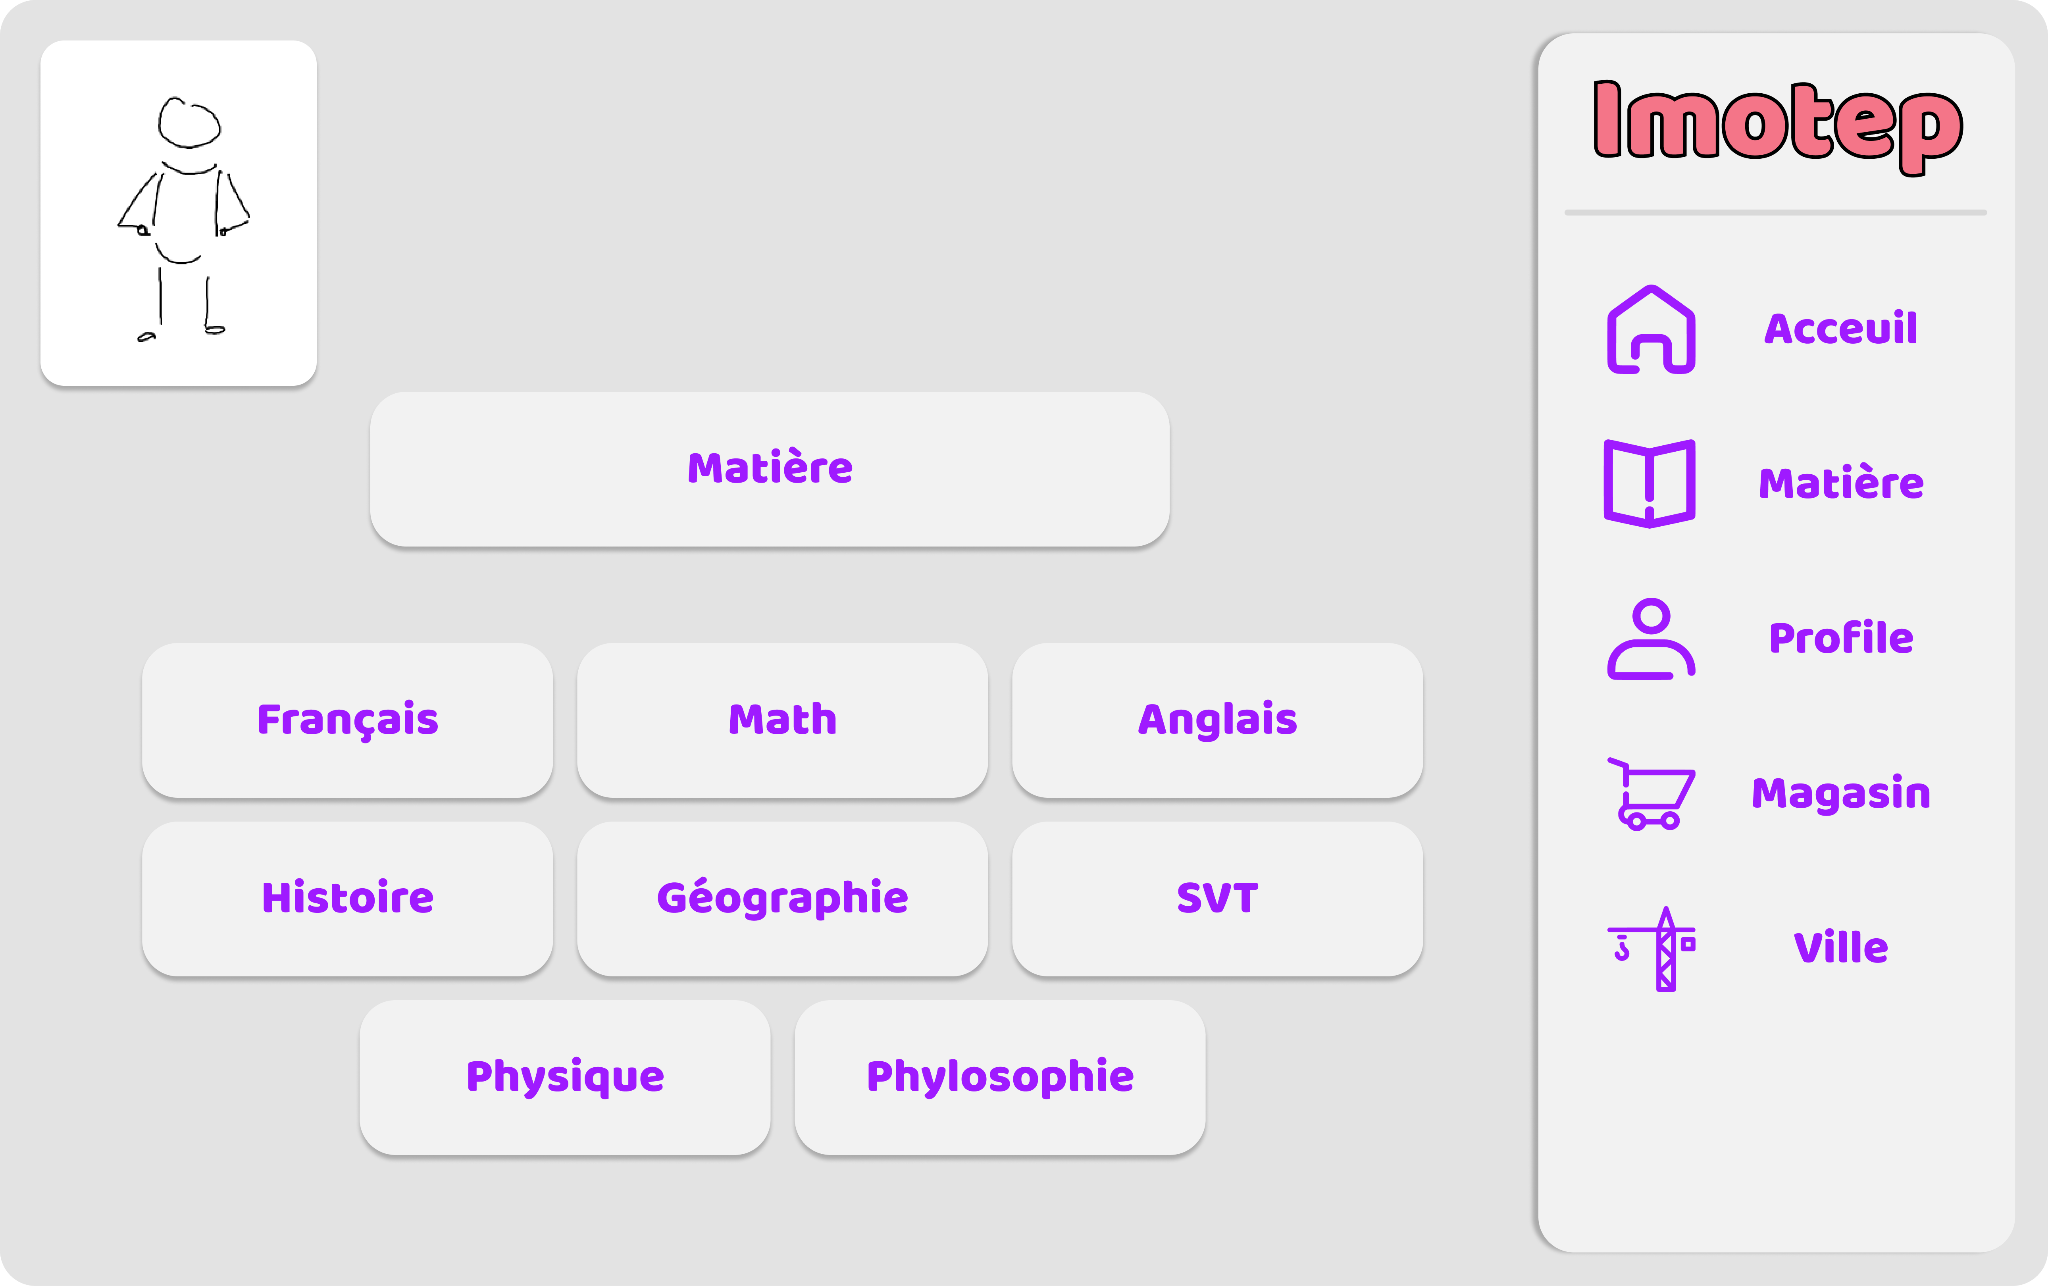 Imotep
Acceuil
Matière
Profile
Magasin
Ville
Matière
Français
Math
Anglais
Histoire
Géographie
SVT
Physique
Phylosophie